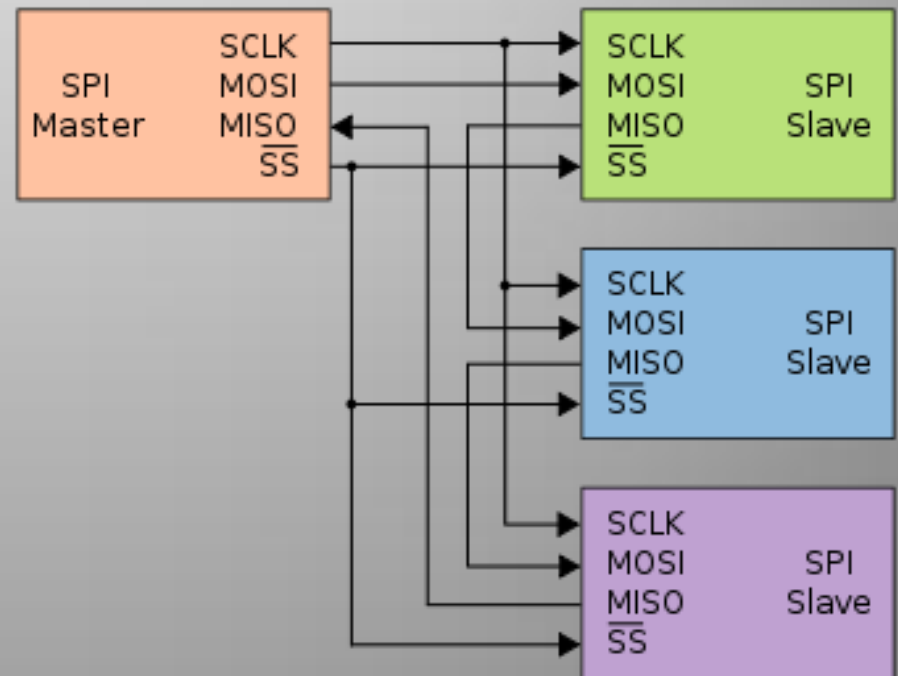 SPI
Master
SCLK
MOSI
MISO
SS
SCLK
MOSI
MISO
SS
SPI
Slave
SCLK
MOSI
MISO
SS
SPI
Slave
SCLK
MOSI
MISO
SS
SPI
Slave